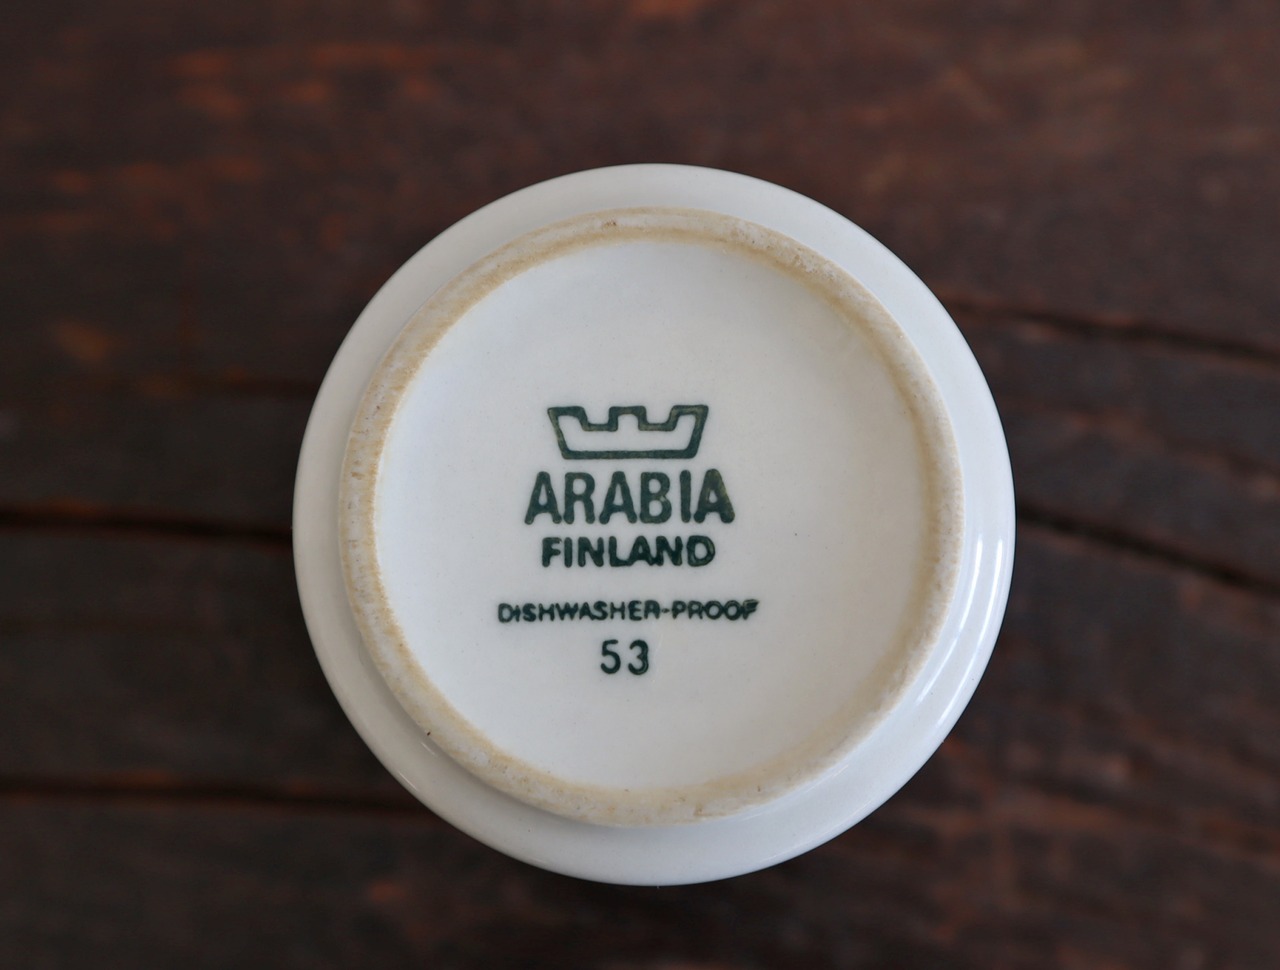 ARABIA
FINLAND
DISHWASHER-PROOF
53